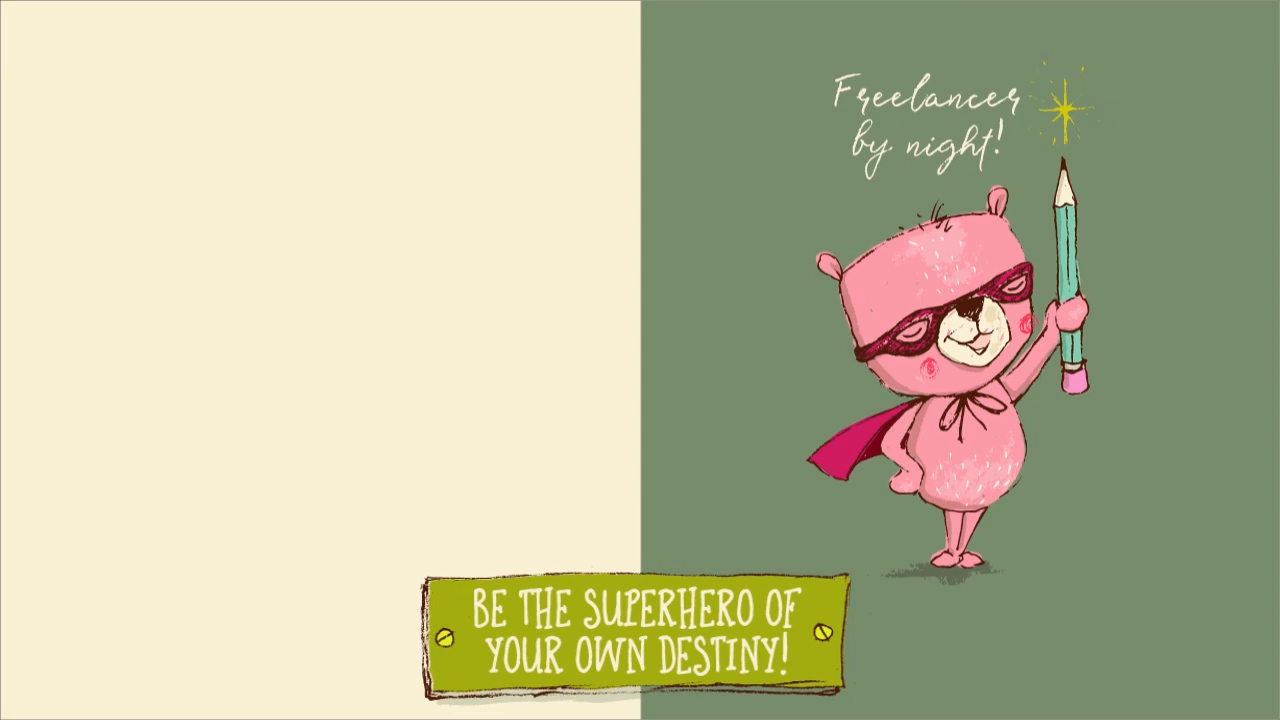 Freelancer
by night!
BE THE SUPERHERO OF
YOUR OWN DESTINY!